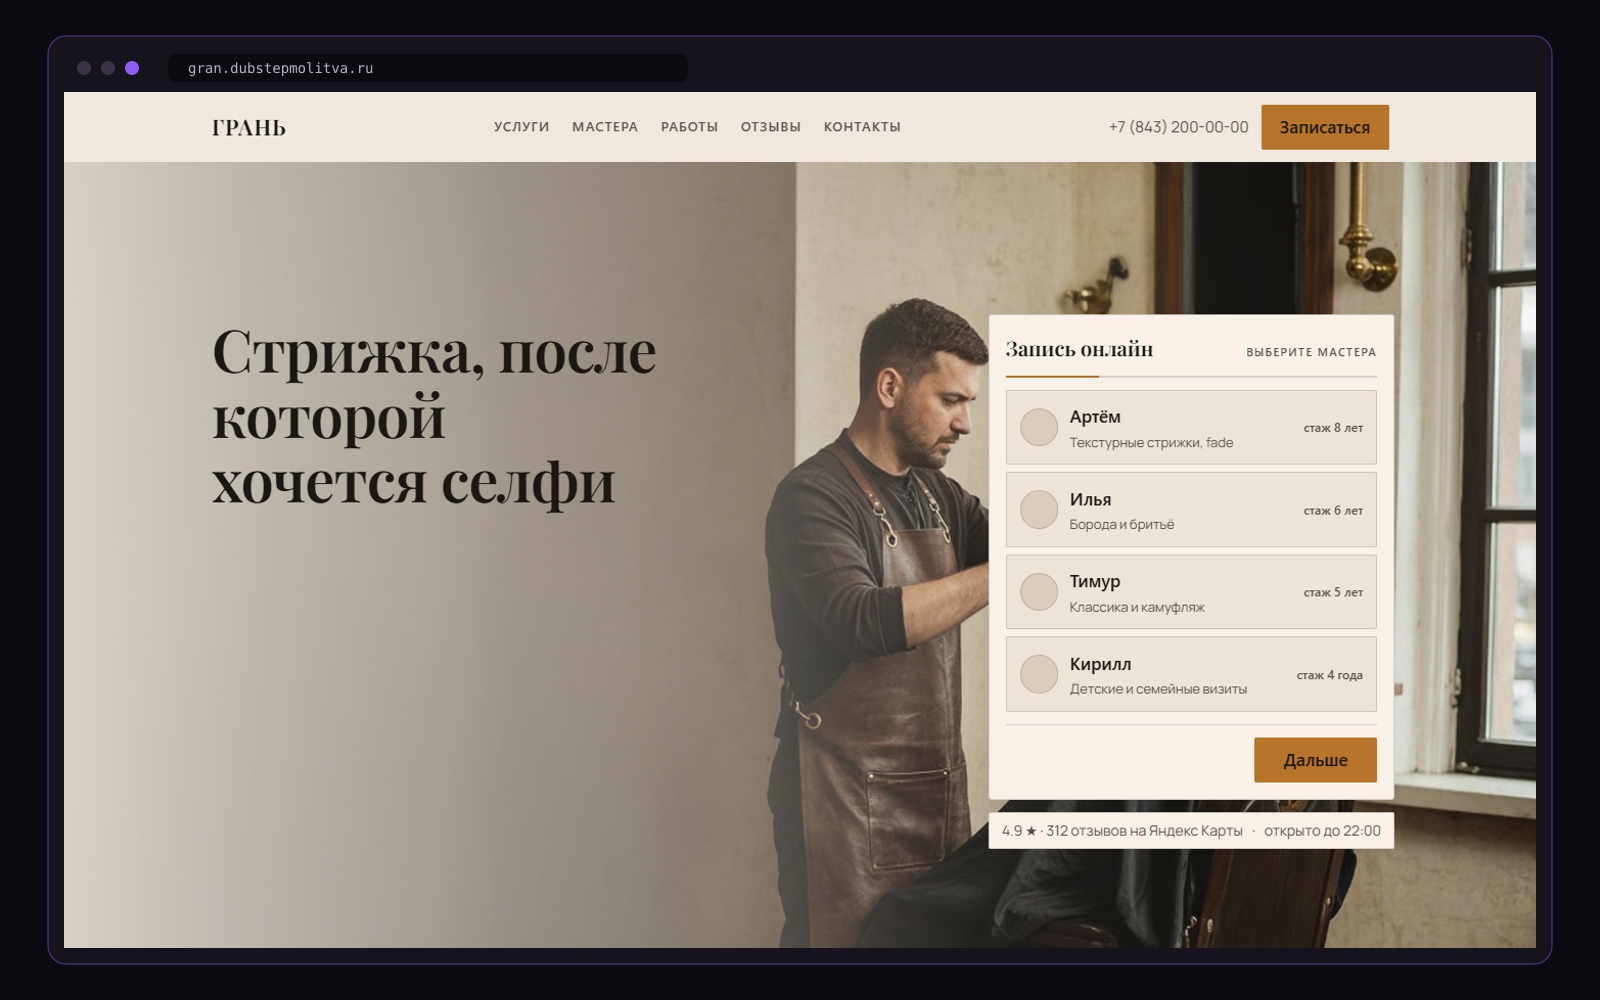 gran.dubstepmolitva.ru
ГРАНЬ
УСЛУГИ МАСТЕРА РАБОТЫ ОТЗЫВЫ КОНТАКТЫ
+7 (843) 200-00-00
Записаться
Стрижка, после
которой
хочется селфи
Запись онлайн
ВЫБЕРИТЕ МАСТЕРА
Артём
Текстурные стрижки, fade
стаж 8 лет
Илья
Борода и бритьё
стаж 6 лет
Тимур
Классика и камуфляж
стаж 5 лет
Кирилл
Детские и семейные визиты
стаж 4 года
Дальше
4.9 ★ · 312 отзывов на Яндекс Карты · открыто до 22:00